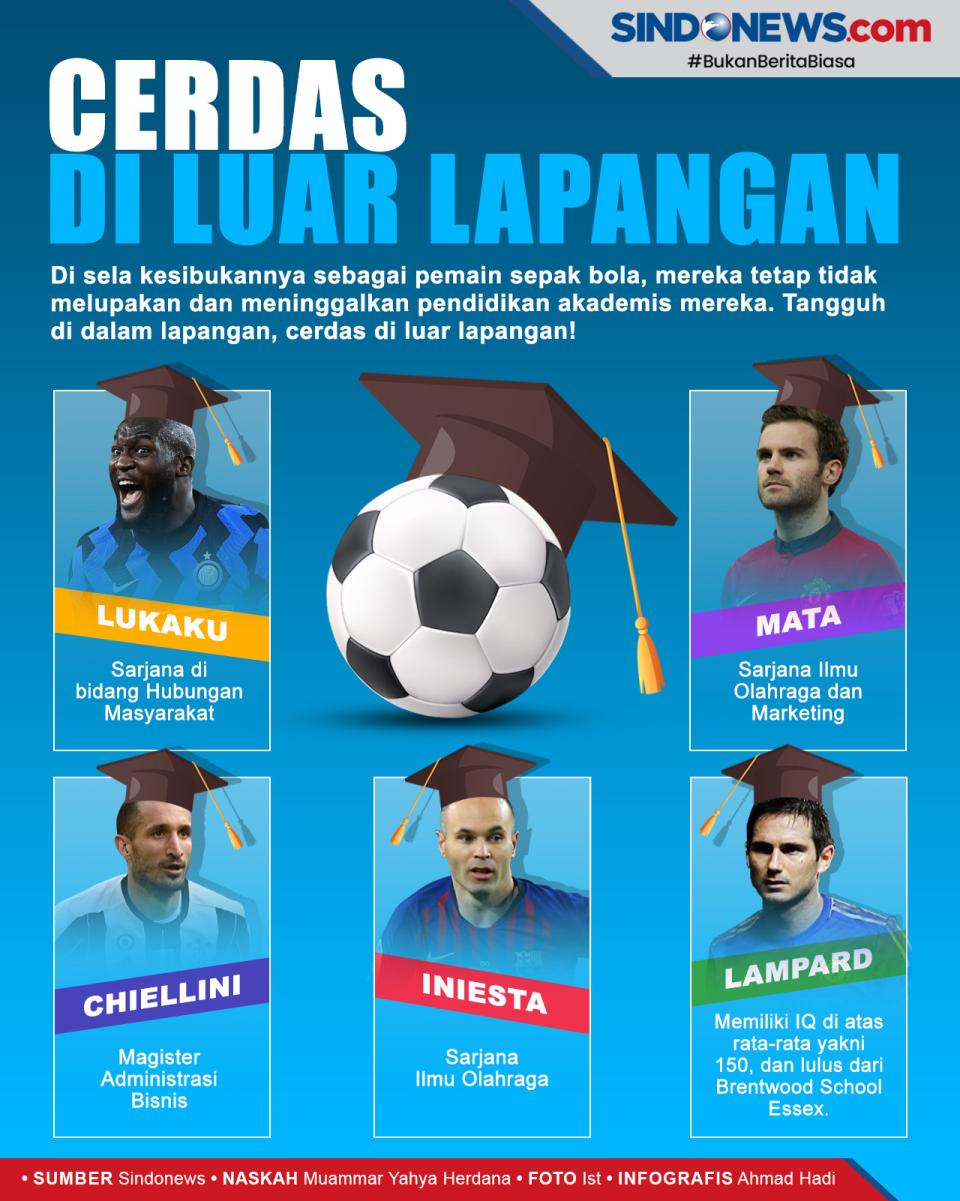 SINDONEWS.com
#BukanBeritaBiasa
CERDAS
DI LUAR LAPANGAN
Di sela kesibukannya sebagai pemain sepak bola, mereka tetap tidak
melupakan dan meninggalkan pendidikan akademis mereka. Tangguh
di dalam lapangan, cerdas di luar lapangan!
LUKAKU
Sarjana di
bidang Hubungan
Masyarakat
MATA
Sarjana Ilmu
Olahraga dan
Marketing
CHIELLINI
Magister
Administrasi
Bisnis
INIESTA
Sarjana
Ilmu Olahraga
LAMPARD
Memiliki IQ di atas
rata-rata yakni
150, dan lulus dari
Brentwood School
Essex.
• SUMBER Sindonews • NASKAH Muammar Yahya Herdana • FOTO Ist • INFOGRAFIS Ahmad Hadi